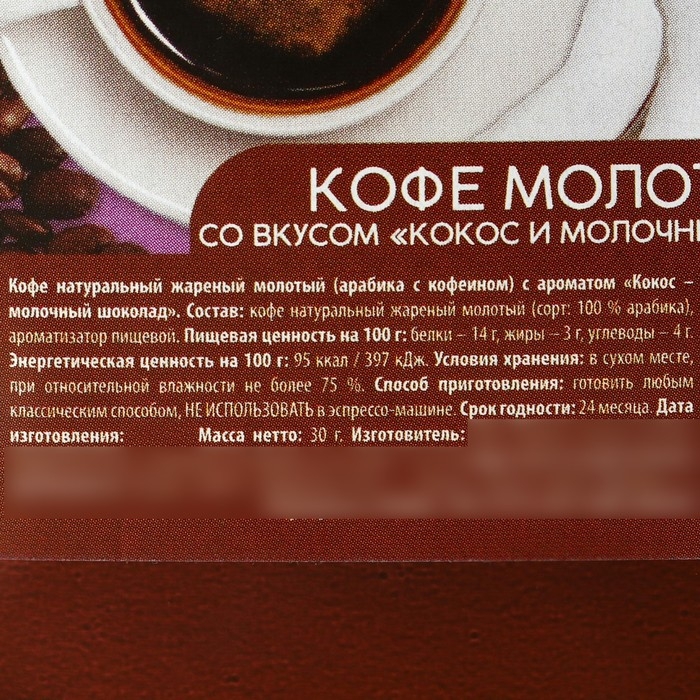 КОФЕ МОЛОТ
СО ВКУСОМ «КОКОС И МОЛОЧН
Кофе натуральный жареный молотый (арабика с кофеином) с ароматом «Кокос –
молочный шоколад». Состав: кофе натуральный жареный молотый (сорт: 100 % арабика),
ароматизатор пищевой. Пищевая ценность на 100 г: белки – 14 г, жиры – 3 г, углеводы – 4 г.
Энергетическая ценность на 100 г: 95 ккал / 397 кДж. Условия хранения: в сухом месте,
при относительной влажности не более 75 %. Способ приготовления: готовить любым
классическим способом, НЕ ИСПОЛЬЗОВАТЬ в эспрессо-машине. Срок годности: 24 месяца. Дата
изготовления: Масса нетто: 30 г. Изготовитель: